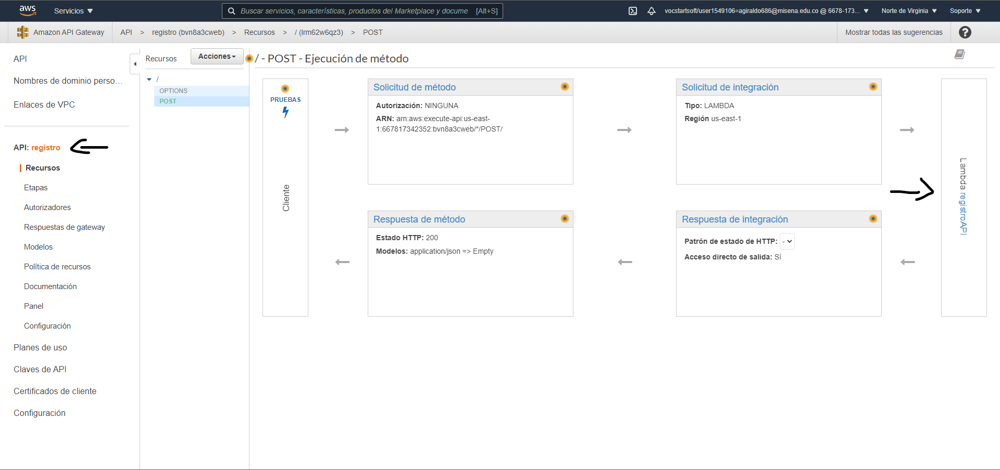 aws
Servicios
Buscar servicios, características, productos del Marketplace y docume [Alt+S]
vocstartsoft/user1549106=agiraldo686@misena.edu.co @ 6678-173...
Norte de Virginia
Soporte
Amazon API Gateway
API > registro (bvn8a3cweb) > Recursos > / (lrm62w6qz3) > POST
Mostrar todas las sugerencias
?
API
Nombres de dominio perso...
Enlaces de VPC
API: registro
Recursos
Etapas
Autorizadores
Respuestas de gateway
Modelos
Política de recursos
Documentación
Panel
Configuración
Planes de uso
Claves de API
Certificados de cliente
Configuración
Recursos
Acciones
/
OPTIONS
POST
/ - POST - Ejecución de método
PRUEBAS
Cliente
Solicitud de método
Autorización: NINGUNA
ARN: arn:aws:execute-api:us-east-
1:667817342352:bvn8a3cweb/*/POST/
Solicitud de integración
Tipo: LAMBDA
Región us-east-1
Lambda registroAPI
Respuesta de método
Estado HTTP: 200
Modelos: application/json => Empty
Respuesta de integración
Patrón de estado de HTTP: -
Acceso directo de salida: Sí